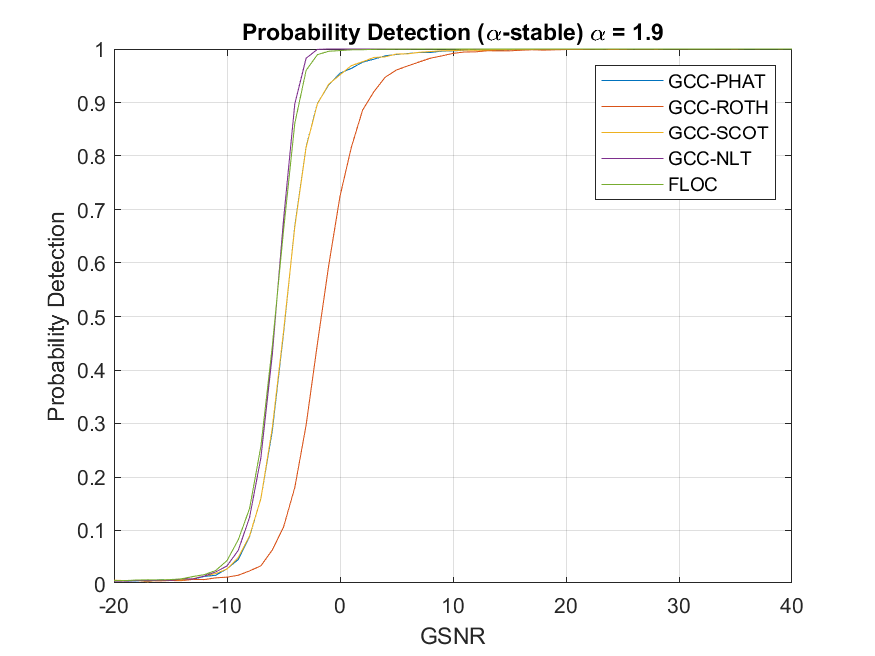 Probability Detection (α-stable) α = 1.9
Probability Detection
1
0.9
0.8
0.7
0.6
0.5
0.4
0.3
0.2
0.1
0
-20
-10
0
10
20
30
40
GSNR
GCC-PHAT
GCC-ROTH
GCC-SCOT
GCC-NLT
FLOC